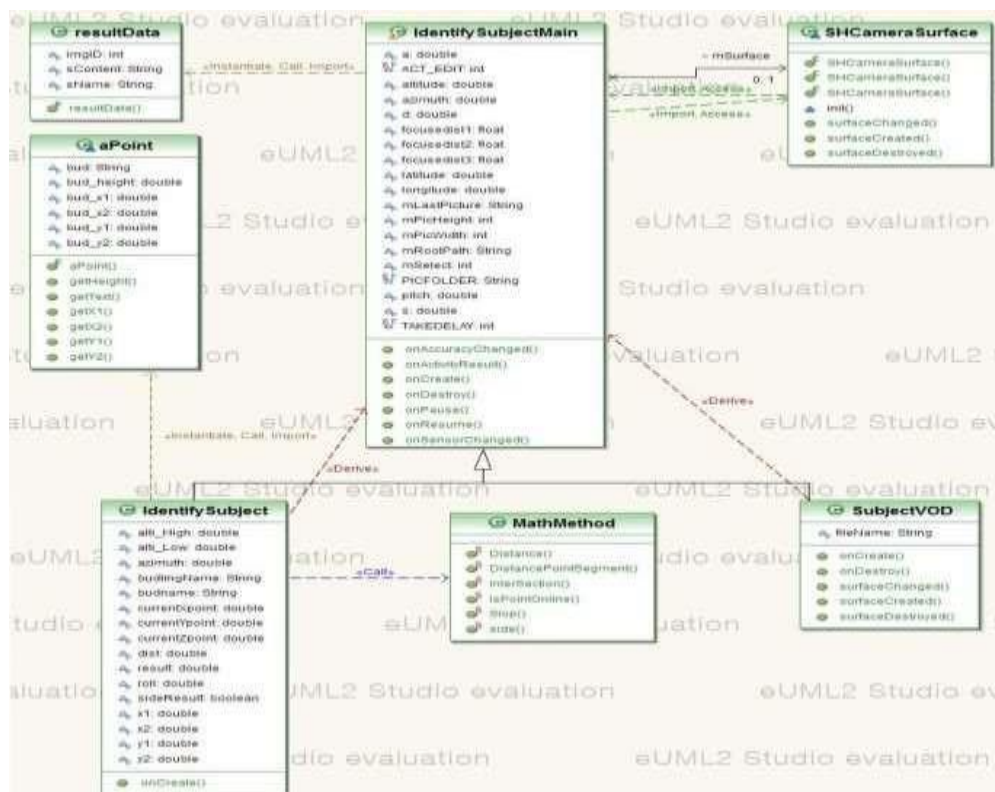 resultData
imgID: int
sContent: String
sName: String
resultData()
aPoint
bud: String
bud_height: double
bud_x1: double
bud_x2: double
bud_y1: double
bud_y2: double
aPoint()
getHeight()
getText()
getX1()
getX2()
getY1()
getY2()
«Instantiate, Call, Import»
IdentifySubjectMain
a: double
ACT_EDIT: int
altitude: double
azimuth: double
d: double
focusedist1: float
focusedist2: float
focusedist3: float
latitude: double
longitude: double
mLastPicture: String
mPicHeight: int
mPicWidth: int
mRootPath: String
mSelect: int
PICFOLDER: String
pitch: double
s: double
TAKEDELAY: int
onAccuracyChanged()
onActivityResult()
onCreate()
onDestroy()
onPause()
onResume()
onSensorChanged()
- mSurface
0..1
«Import, Access»
«Import, Access»
SHCameraSurface
SHCameraSurface()
SHCameraSurface()
SHCameraSurface()
init()
surfaceChanged()
surfaceCreated()
surfaceDestroyed()
«Instantiate, Call, Import»
«Derive»
«Derive»
IdentifySubject
alti_High: double
alti_Low: double
azimuth: double
budlingName: String
budname: String
currentXpoint: double
currentYpoint: double
currentZpoint: double
dist: double
result: double
roll: double
sideResult: boolean
x1: double
x2: double
y1: double
y2: double
onCreate()
«Call»
MathMethod
Distance()
DistancePointSegment()
Intersection()
IsPointOnline()
Stop()
side()
SubjectVOD
fileName: String
onCreate()
onDestroy()
surfaceChanged()
surfaceCreated()
surfaceDestroyed()
eUML2 Studio evaluation